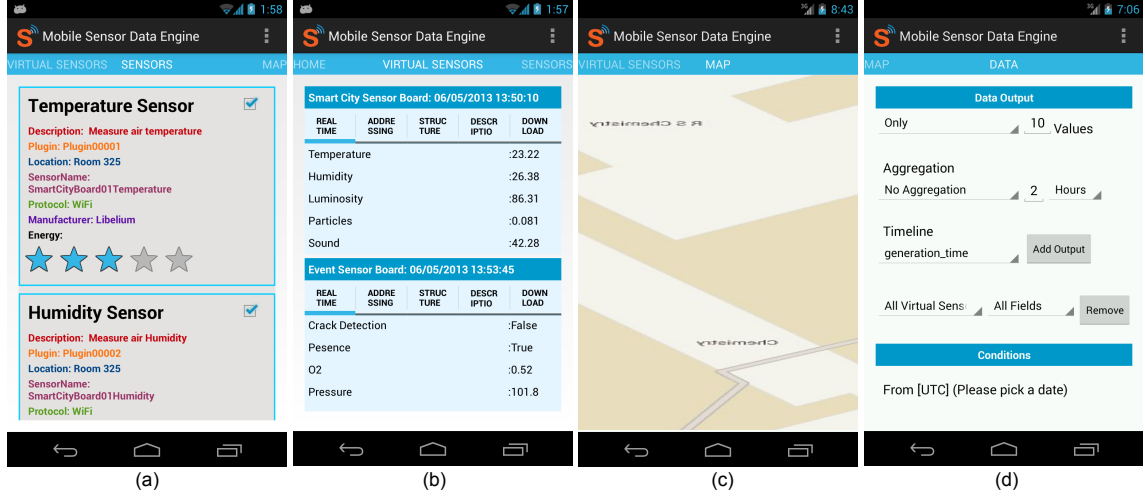 1:58
S Mobile Sensor Data Engine
VIRTUAL SENSORS SENSORS MAP
Temperature Sensor
Description: Measure air temperature
Plugin: Plugin00001
Location: Room 325
SensorName:
SmartCityBoard01Temperature
Protocol: WiFi
Manufacturer: Libelium
Energy:
Humidity Sensor
Description: Measure air Humidity
Plugin: Plugin00002
Location: Room 325
SensorName:
SmartCityBoard01Humidity
Protocol: WiFi
(a)
1:57
S Mobile Sensor Data Engine
HOME VIRTUAL SENSORS SENSORS
Smart City Sensor Board: 06/05/2013 13:50:10
REAL TIME ADDRE SSING STRUC TURE DESCR IPTIO DOWN LOAD
Temperature :23.22
Humidity :26.38
Luminosity :86.31
Particles :0.081
Sound :42.28
Event Sensor Board: 06/05/2013 13:53:45
REAL TIME ADDRE SSING STRUC TURE DESCR IPTIO DOWN LOAD
Crack Detection :False
Pesence :True
O2 :0.52
Pressure :101.8
(b)
3G 8:43
S Mobile Sensor Data Engine
VIRTUAL SENSORS MAP
R S Chemistry
Chemistry
(c)
3G 7:06
S Mobile Sensor Data Engine
MAP DATA
Data Output
Only 10 Values
Aggregation
No Aggregation 2 Hours
Timeline
generation_time Add Output
All Virtual Sens All Fields Remove
Conditions
From [UTC] (Please pick a date)
(d)